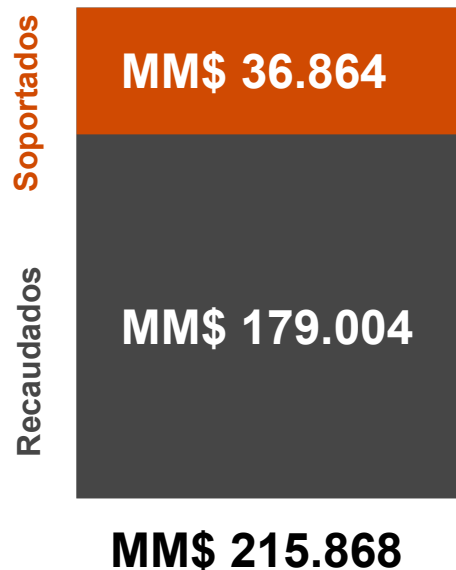 Soportados
MM$ 36.864
Recaudados
MM$ 179.004
MM$ 215.868